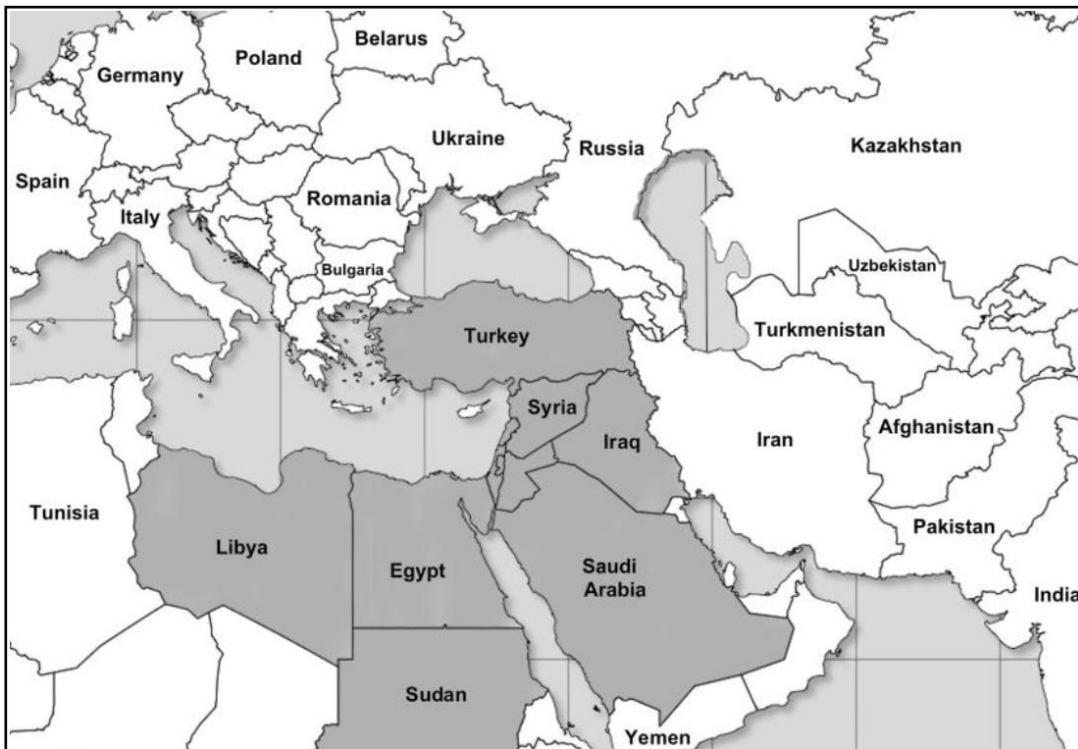 Belarus
Poland
Germany
Ukraine
Russia
Kazakhstan
Spain
Romania
Italy
Bulgaria
Uzbekistan
Turkmenistan
Turkey
Syria
Afghanistan
Iraq
Iran
Tunisia
Pakistan
Libya
Egypt
Saudi
Arabia
India
Sudan
Yemen